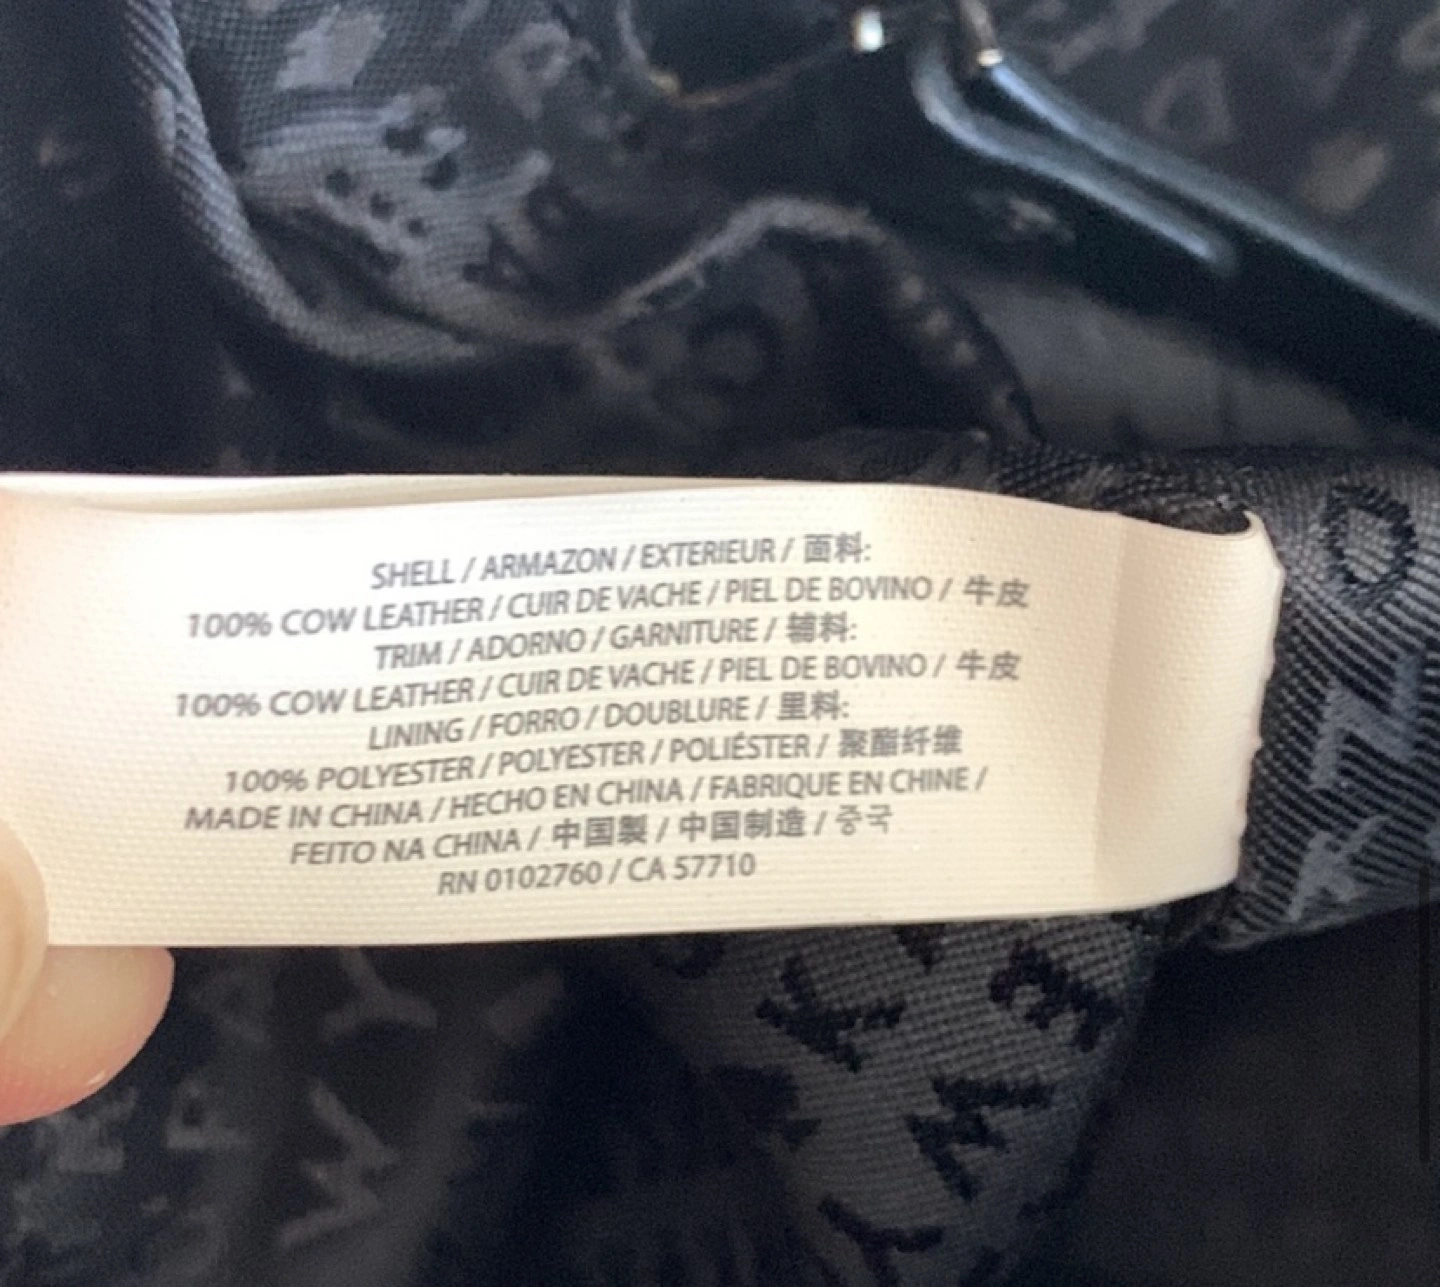 SHELL / ARMAZON / EXTERIEUR / 面料:
100% COW LEATHER / CUIR DE VACHE / PIEL DE BOVINO / 牛皮
TRIM / ADORNO / GARNITURE / 辅料:
100% COW LEATHER / CUIR DE VACHE / PIEL DE BOVINO / 牛皮
LINING / FORRO / DOUBLURE / 里料:
100% POLYESTER / POLYESTER / POLIÉSTER / 聚酯纤维
MADE IN CHINA / HECHO EN CHINA / FABRIQUE EN CHINE /
FEITO NA CHINA / 中国製 / 中国制造 / 중국
RN 0102760 / CA 57710